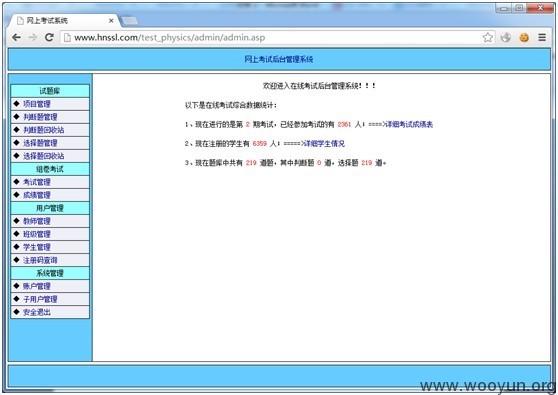 网上考试系统
www.hnssl.com/test_physics/admin/admin.asp
网上考试后台管理系统
试题库
◆ 项目管理
◆ 判断题管理
◆ 判断题回收站
◆ 选择题管理
◆ 选择题回收站
组卷考试
◆ 考试管理
◆ 成绩管理
用户管理
◆ 教师管理
◆ 班级管理
◆ 学生管理
◆ 注册码查询
系统管理
◆ 账户管理
◆ 子用户管理
◆ 安全退出
欢迎进入在线考试后台管理系统！！！
以下是在线考试综合数据统计：
1、现在进行的是第 2 期考试，已经参加考试的有 2361 人；====>详细考试成绩表
2、现在注册的学生有 6359 人；=====>详细学生情况
3、现在题库中共有 219 道题，其中判断题 0 道，选择题 219 道。
www.wooyun.org